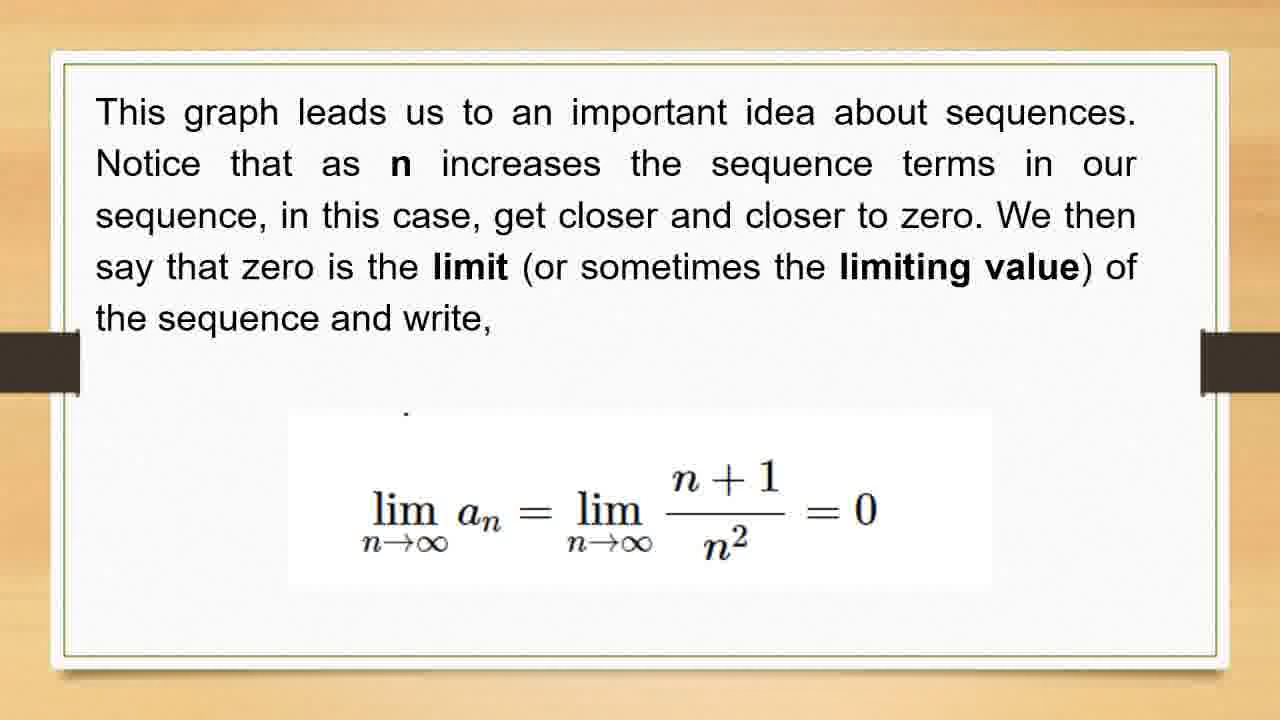 This graph leads us to an important idea about sequences.
Notice that as n increases the sequence terms in our
sequence, in this case, get closer and closer to zero. We then
say that zero is the limit (or sometimes the limiting value) of
the sequence and write,
lim n→∞ aₙ = lim n→∞ (n + 1)/n² = 0